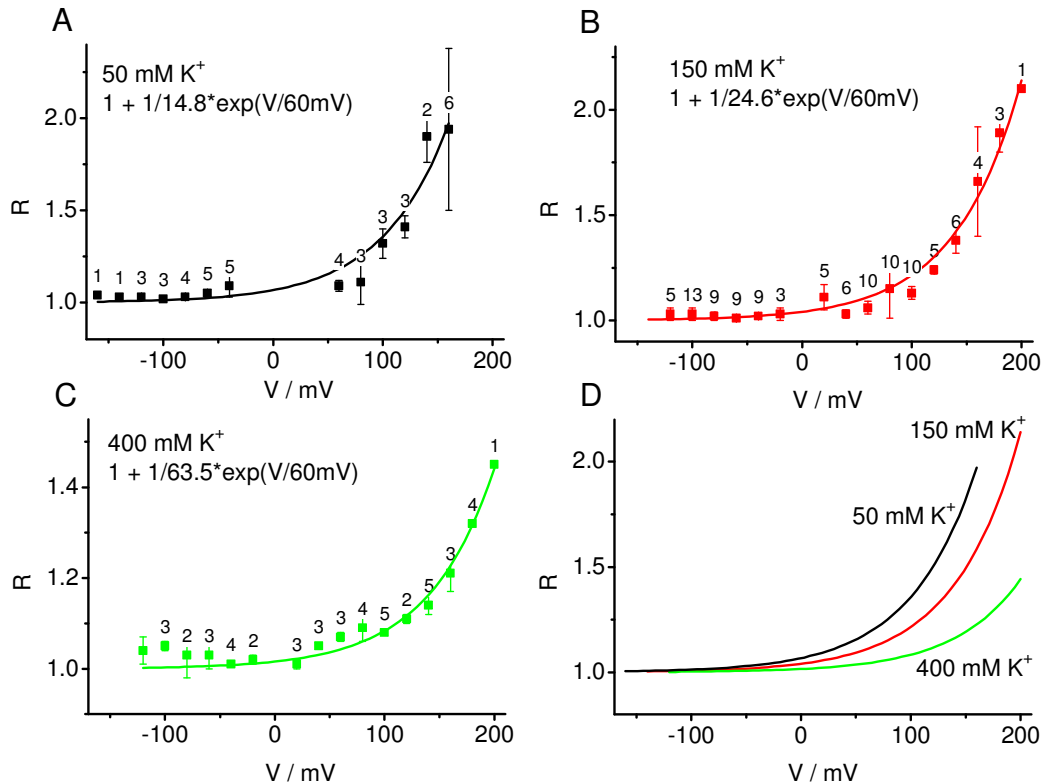 A
50 mM K⁺
1 + 1/14.8*exp(V/60mV)
R
2.0
1.5
1.0
1 1 3 3 4 5 5 4 3 3 3 2 6
-100 0 100 200
V / mV
B
150 mM K⁺
1 + 1/24.6*exp(V/60mV)
R
2.0
1.5
1.0
5 13 9 9 9 3 5 6 10 10 10 5 6 4 3 1
-100 0 100 200
V / mV
C
400 mM K⁺
1 + 1/63.5*exp(V/60mV)
R
1.4
1.2
1.0
3 2 3 4 2 3 3 3 4 5 2 5 3 4 1
-100 0 100 200
V / mV
D
150 mM K⁺
50 mM K⁺
400 mM K⁺
R
2.0
1.5
1.0
-100 0 100 200
V / mV